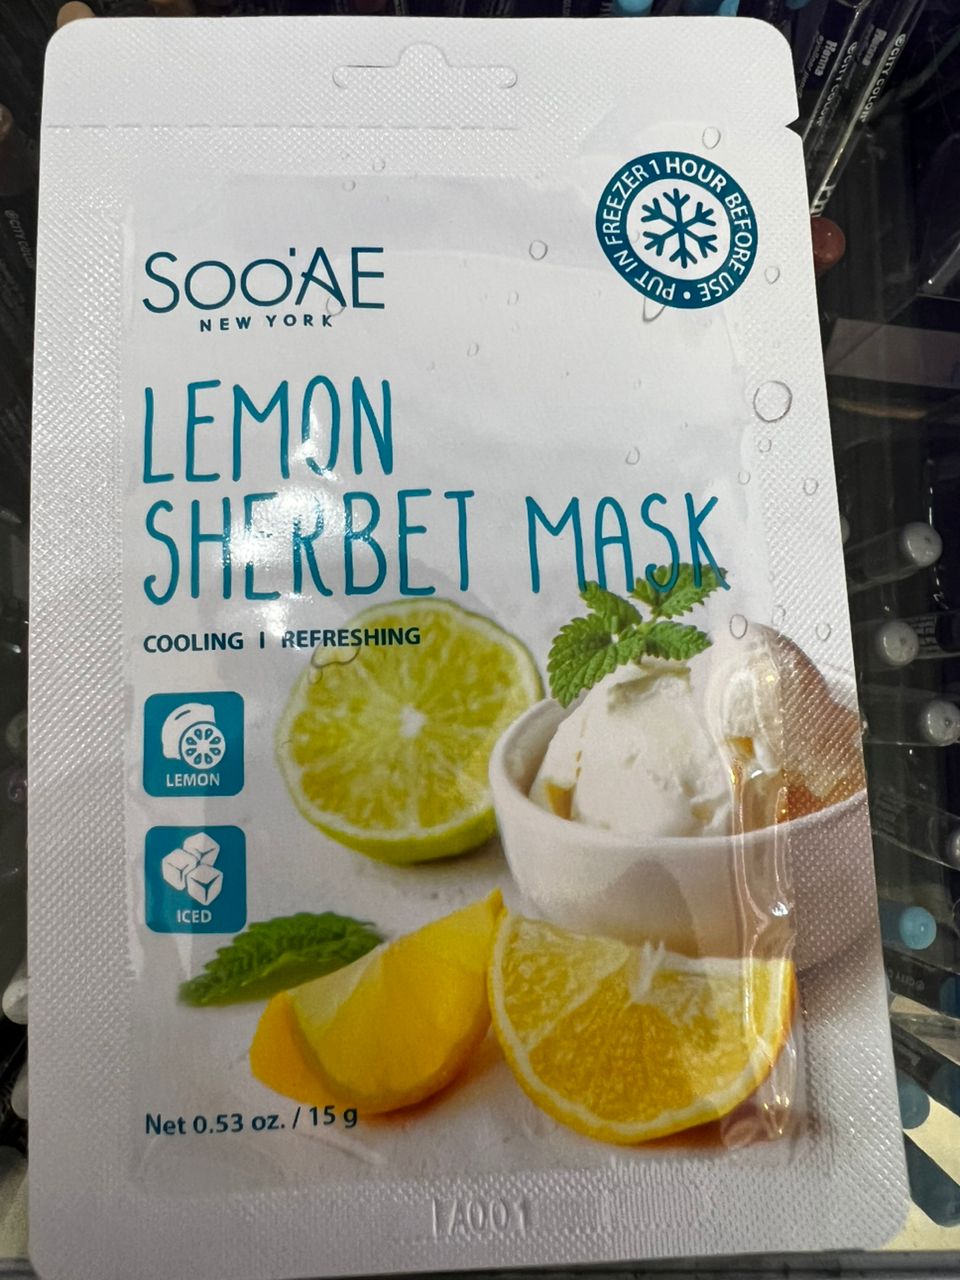 PUT IN FREEZER 1 HOUR BEFORE USE •
SOO'AE
NEW YORK
LEMON
SHERBET MASK
COOLING | REFRESHING
LEMON
ICED
Net 0.53 oz. / 15 g
1A001